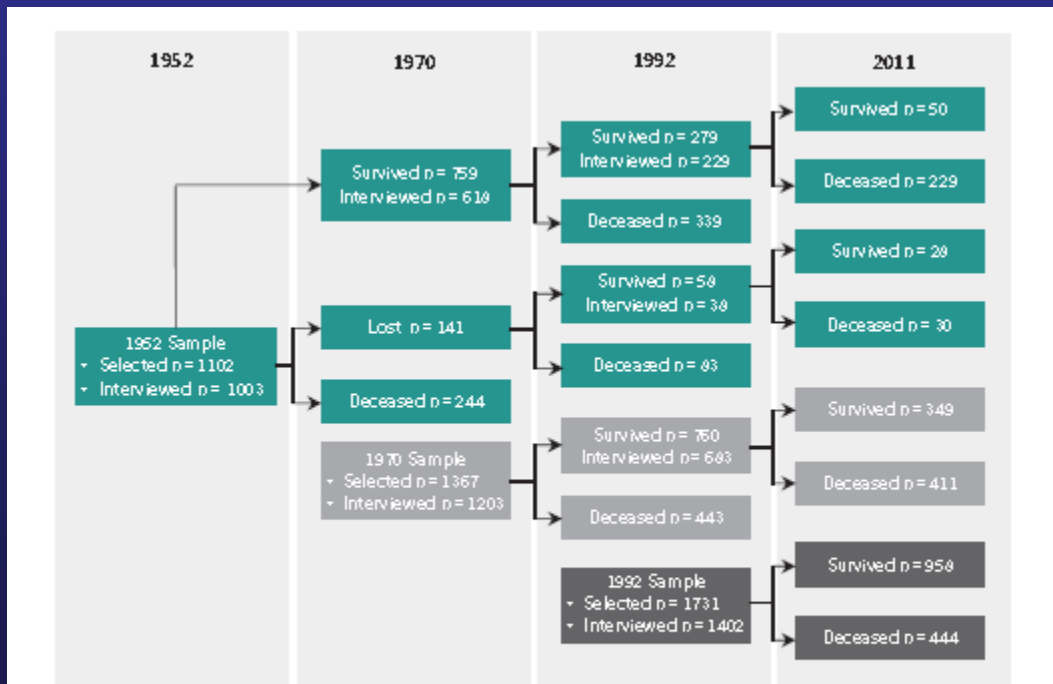 1952
1952 Sample
- Selected n=1102
- Interviewed n= 1003
1970
Survived n= 759
Interviewed n= 618
Lost n= 141
Deceased n= 244
1970 Sample
- Selected n= 1367
- Interviewed n= 1203
1992
Survived n= 279
Interviewed n= 229
Deceased n= 339
Survived n= 58
Interviewed n= 38
Deceased n= 83
Survived n= 760
Interviewed n= 683
Deceased n= 443
1992 Sample
- Selected n= 1731
- Interviewed n= 1402
2011
Survived n= 50
Deceased n= 229
Survived n= 28
Deceased n= 30
Survived n= 349
Deceased n= 411
Survived n= 958
Deceased n= 444